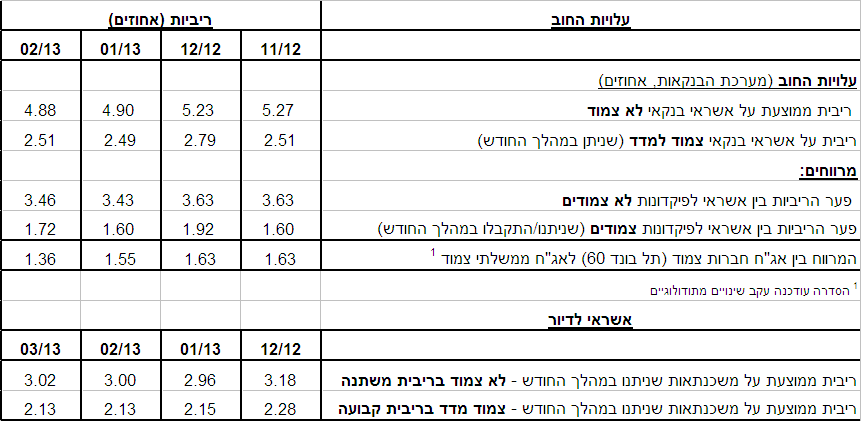 עלויות החוב ריביות (אחוזים)
11/12 12/12 01/13 02/13
עלויות החוב (מערכת הבנקאות, אחוזים)
ריבית ממוצעת על אשראי בנקאי לא צמוד 5.27 5.23 4.90 4.88
ריבית על אשראי בנקאי צמוד למדד (שניתן במהלך החודש) 2.51 2.79 2.49 2.51
מרווחים:
פער הריביות בין אשראי לפיקדונות לא צמודים 3.63 3.63 3.43 3.46
פער הריביות בין אשראי לפיקדונות צמודים (שניתנו/התקבלו במהלך החודש) 1.60 1.92 1.60 1.72
המרווח בין אג"ח חברות צמוד (תל בונד 60) לאג"ח ממשלתי צמוד 1 1.63 1.63 1.55 1.36
1 הסדרה עודכנה עקב שינויים מתודולוגיים
אשראי לדיור
12/12 01/13 02/13 03/13
ריבית ממוצעת על משכנתאות שניתנו במהלך החודש - לא צמוד בריבית משתנה 3.18 2.96 3.00 3.02
ריבית ממוצעת על משכנתאות שניתנו במהלך החודש - צמוד מדד בריבית קבועה 2.28 2.15 2.13 2.13